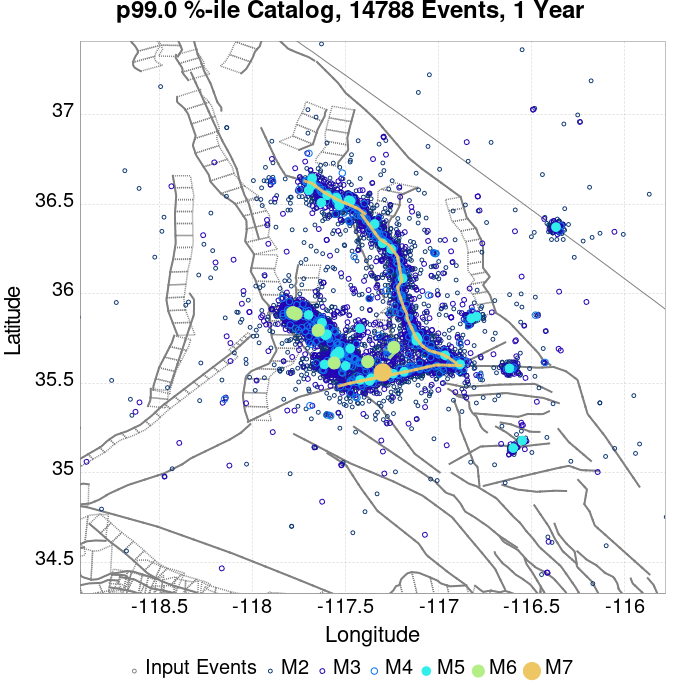 p99.0 %-ile Catalog, 14788 Events, 1 Year
37
36.5
36
35.5
35
34.5
Latitude
-118.5 -118 -117.5 -117 -116.5 -116
Longitude
Input Events M2 M3 M4 M5 M6 M7